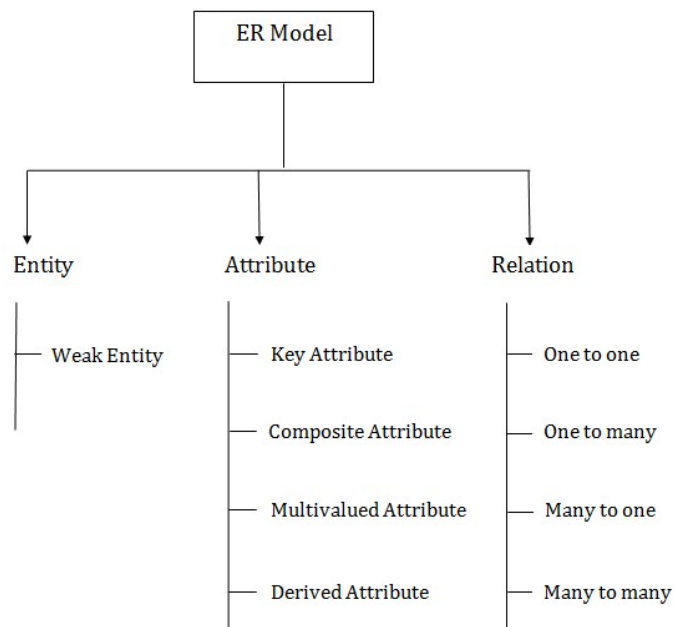 ER Model
Entity
Attribute
Relation
Weak Entity
Key Attribute
One to one
Composite Attribute
One to many
Multivalued Attribute
Many to one
Derived Attribute
Many to many